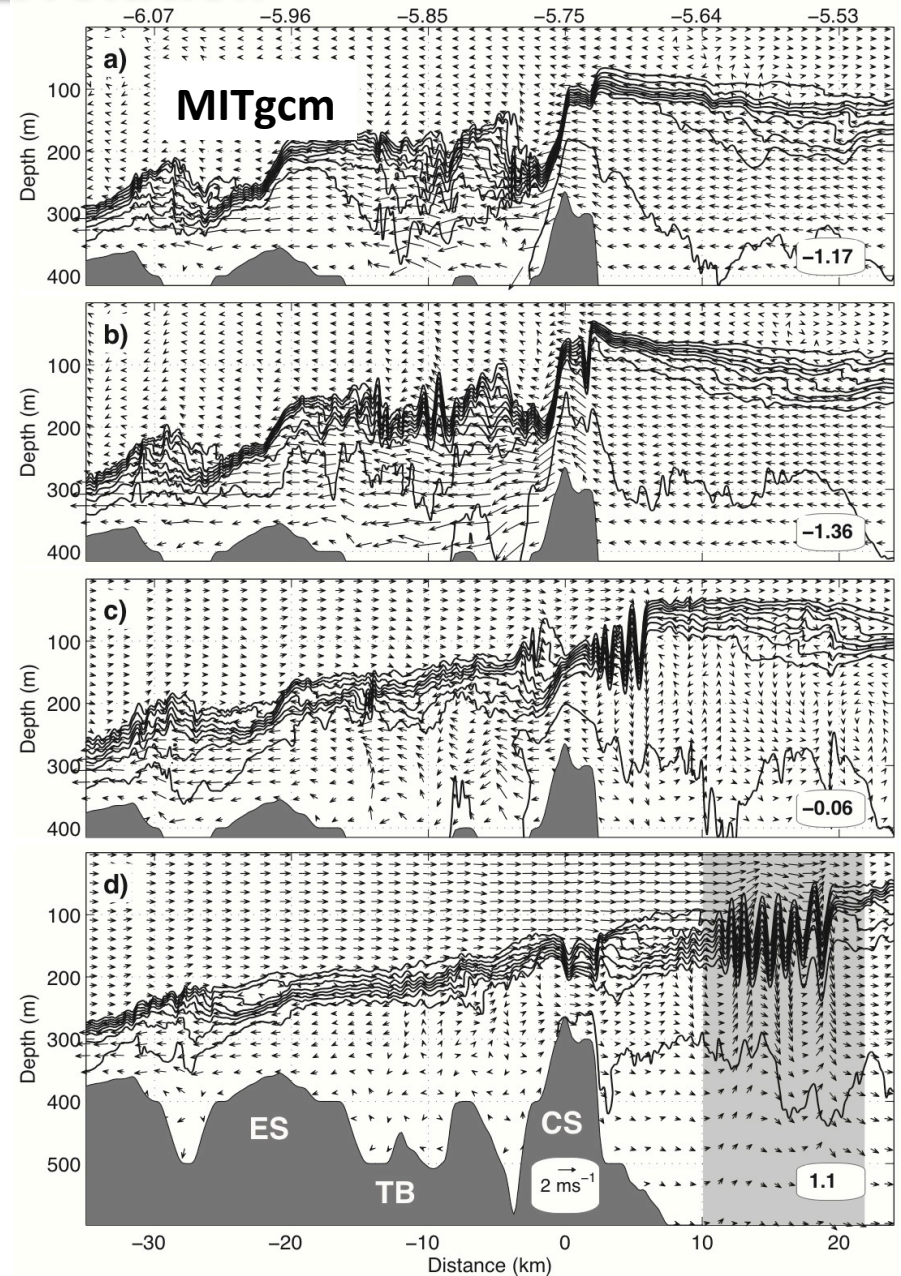 −6.07 −5.96 −5.85 −5.75 −5.64 −5.53
a)
MITgcm
Depth (m)
100
200
300
400
−1.17
b)
Depth (m)
100
200
300
400
−1.36
c)
Depth (m)
100
200
300
400
−0.06
d)
Depth (m)
100
200
300
400
500
ES
TB
CS
2 ms−1
1.1
−30 −20 −10 0 10 20
Distance (km)